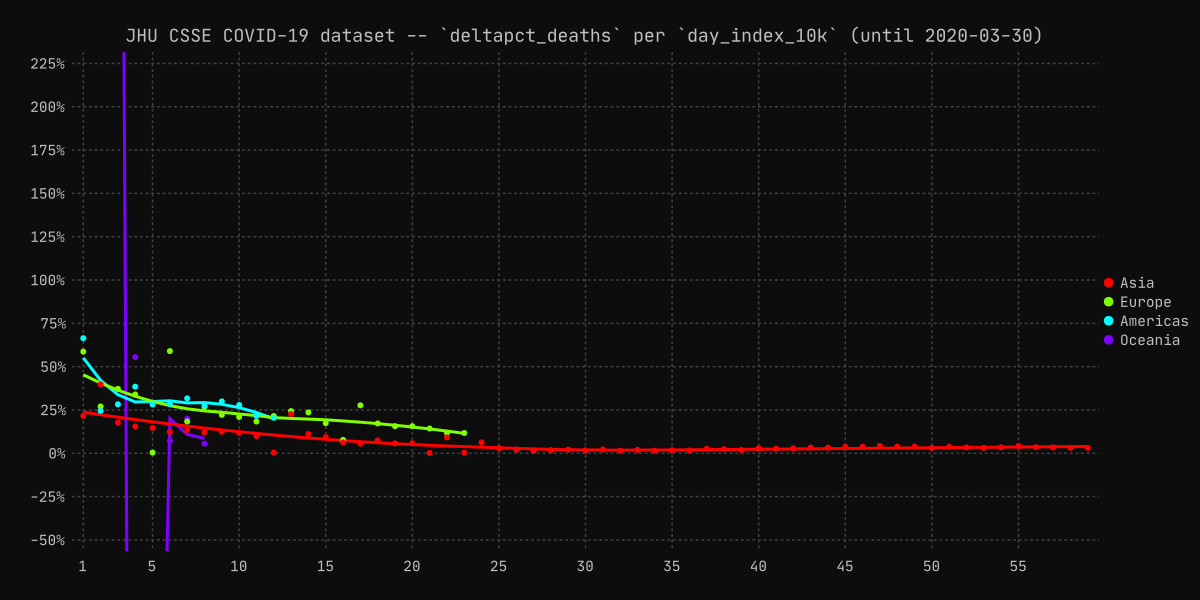 JHU CSSE COVID-19 dataset -- `deltapct_deaths` per `day_index_10k` (until 2020-03-30)
225%
200%
175%
150%
125%
100%
75%
50%
25%
0%
-25%
-50%
1 5 10 15 20 25 30 35 40 45 50 55
Asia
Europe
Americas
Oceania